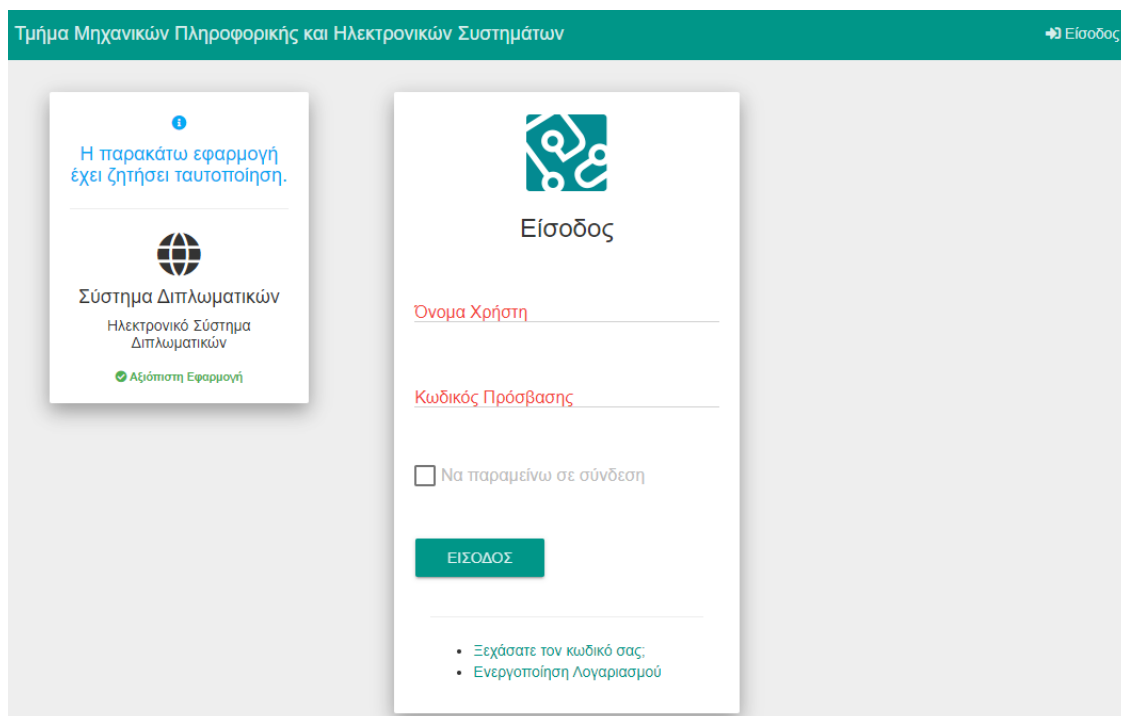 Τμήμα Μηχανικών Πληροφορικής και Ηλεκτρονικών Συστημάτων
Είσοδος
Η παρακάτω εφαρμογή
έχει ζητήσει ταυτοποίηση.
Σύστημα Διπλωματικών
Ηλεκτρονικό Σύστημα
Διπλωματικών
Αξιόπιστη Εφαρμογή
Είσοδος
Όνομα Χρήστη
Κωδικός Πρόσβασης
Να παραμείνω σε σύνδεση
ΕΙΣΟΔΟΣ
Ξεχάσατε τον κωδικό σας;
Ενεργοποίηση Λογαριασμού